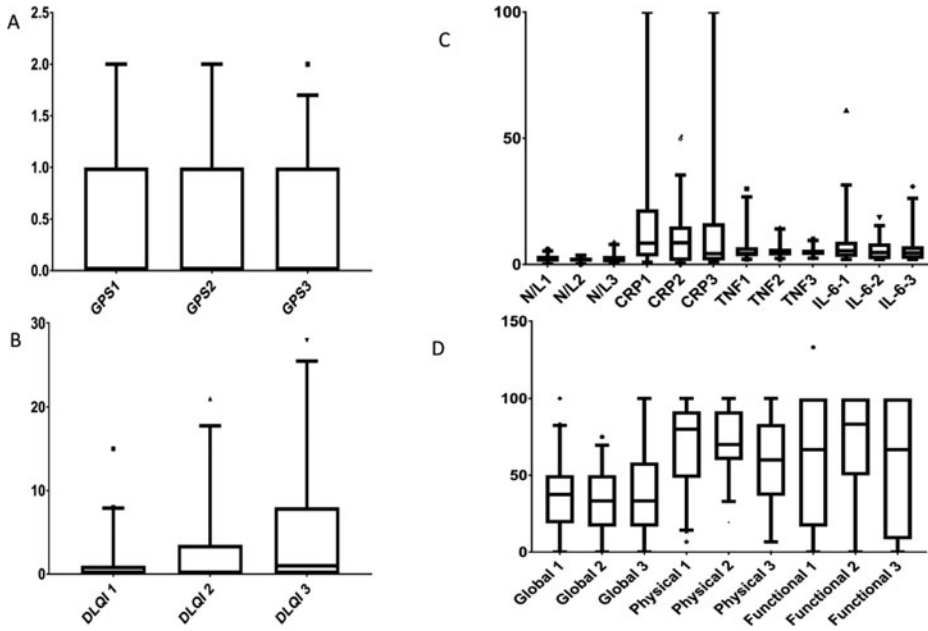 A
2.5
2.0
1.5
1.0
0.5
0.0
GPS1 GPS2 GPS3
B
30
20
10
0
DLQI 1 DLQI 2 DLQI 3
C
100
50
0
N/L1 N/L2 N/L3 CRP1 CRP2 CRP3 TNF1 TNF2 TNF3 IL-6-1 IL-6-2 IL-6-3
D
150
100
50
0
Global 1 Global 2 Global 3 Physical 1 Physical 2 Physical 3 Functional 1 Functional 2 Functional 3